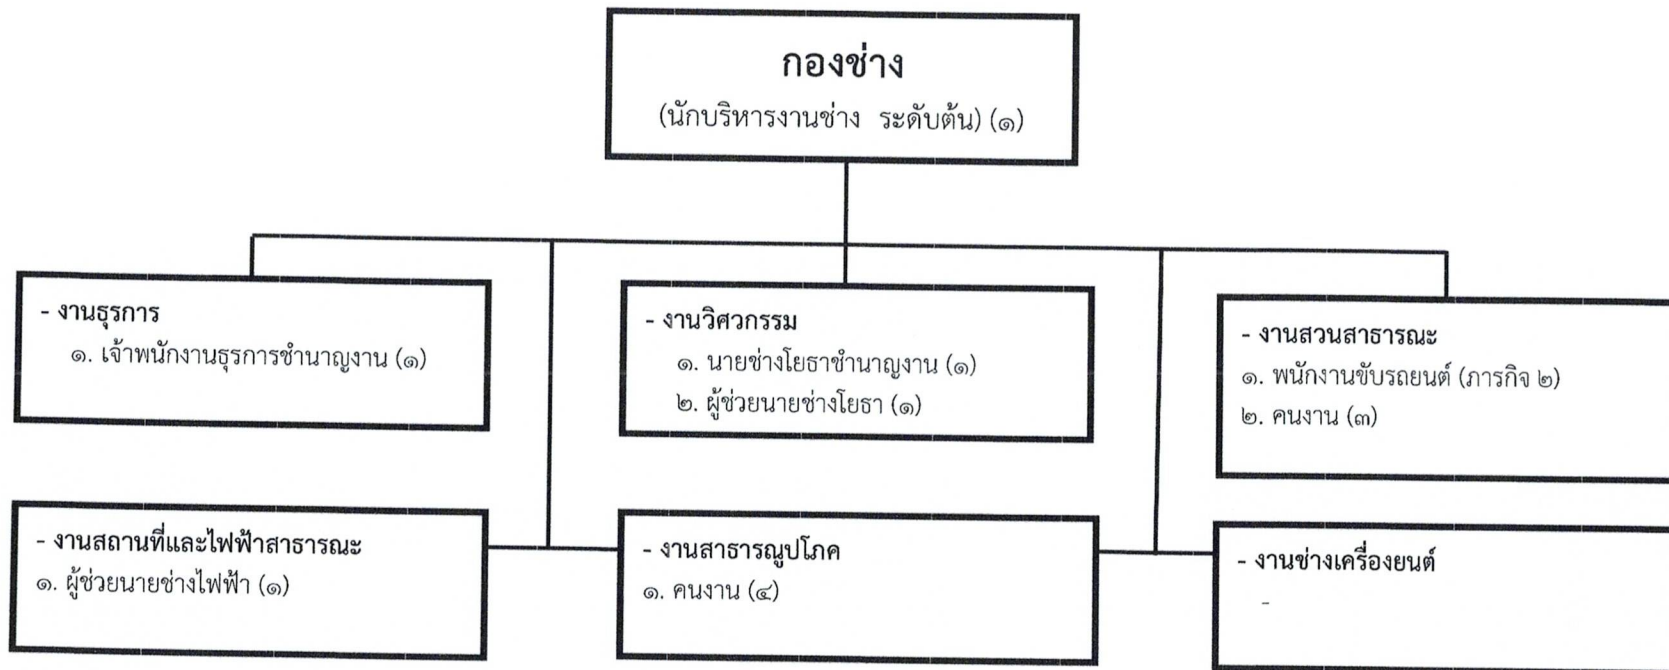 กองช่าง
(นักบริหารงานช่าง ระดับต้น) (๑)
- งานธุรการ
๑. เจ้าพนักงานธุรการชำนาญงาน (๑)
- งานวิศวกรรม
๑. นายช่างโยธาชำนาญงาน (๑)
๒. ผู้ช่วยนายช่างโยธา (๑)
- งานสวนสาธารณะ
๑. พนักงานขับรถยนต์ (ภารกิจ ๒)
๒. คนงาน (๓)
- งานสถานที่และไฟฟ้าสาธารณะ
๑. ผู้ช่วยนายช่างไฟฟ้า (๑)
- งานสาธารณูปโภค
๑. คนงาน (๔)
- งานช่างเครื่องยนต์
-